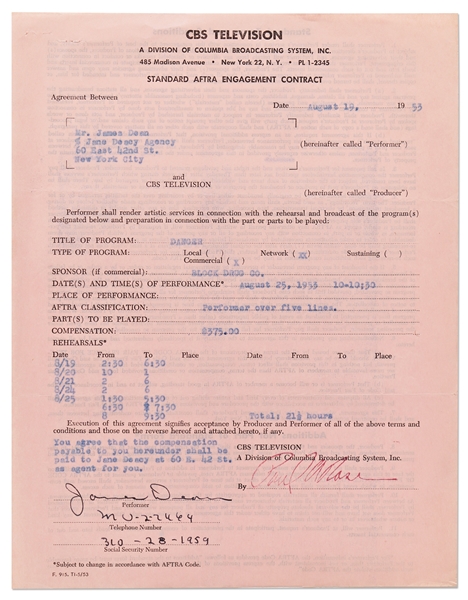 CBS TELEVISION
A DIVISION OF COLUMBIA BROADCASTING SYSTEM, INC.
485 Madison Avenue • New York 22, N. Y. • PL 1-2345
STANDARD AFTRA ENGAGEMENT CONTRACT
Agreement Between
Date August 19, 1953
Mr. James Dean
% Jane Deacy Agency
60 East 42nd St.
New York City
(hereinafter called "Performer")
and
CBS TELEVISION
(hereinafter called "Producer")
Performer shall render artistic services in connection with the rehearsal and broadcast of the program(s)
designated below and preparation in connection with the part or parts to be played:
TITLE OF PROGRAM: DANGER
TYPE OF PROGRAM: Local ( ) Network (xx) Sustaining ( )
Commercial ( x )
SPONSOR (if commercial): BLOCK DRUG CO.
DATE(S) AND TIME(S) OF PERFORMANCE* August 25, 1953 10-10:30
PLACE OF PERFORMANCE:
AFTRA CLASSIFICATION: Performer over five lines.
PART(S) TO BE PLAYED:
COMPENSATION: $375.00
REHEARSALS*
Date From To Place Date From To Place
8/19 2:30 6:30
8/20 10 1
8/21 2 6
8/24 2 6
8/25 1:30 5:30
6:30 7:30
8 9:30 Total: 21½ hours
Execution of this agreement signifies acceptance by Producer and Performer of all of the above terms and
conditions and those on the reverse hereof and attached hereto, if any.
You agree that the compensation
payable to you hereunder shall be
paid to Jane Deacy at 60 E. 42 St.
as agent for you.
CBS TELEVISION
A Division of Columbia Broadcasting System, Inc.
By
James Dean
Performer
MU-27464
Telephone Number
310-28-1959
Social Security Number
*Subject to change in accordance with AFTRA Code.